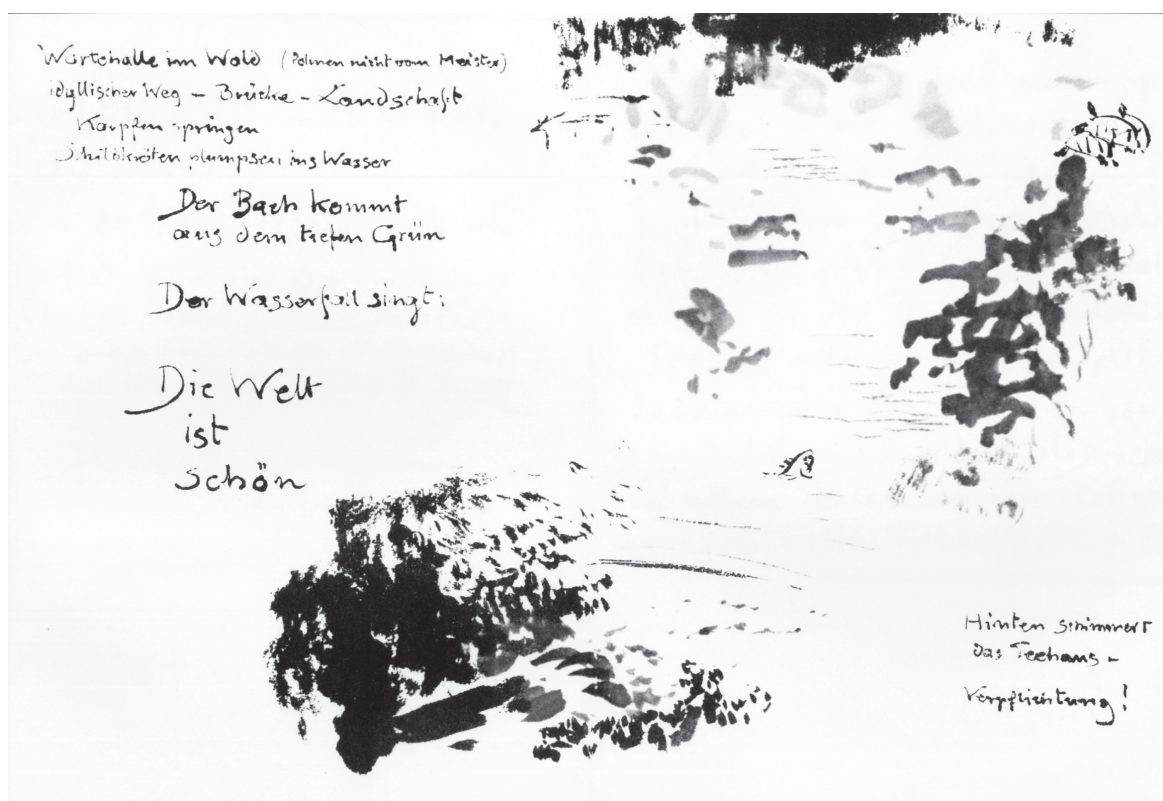 Wartehalle im Wald (Palmen nicht vom Meister)
idyllischer Weg – Brücke – Landschaft
Karpfen springen
Schildkröten plumpsen ins Wasser
Der Bach kommt
aus dem tiefen Grün
Der Wasserfall singt:
Die Welt
ist
schön
Hinten schimmert
das Teehaus –
Verpflichtung!